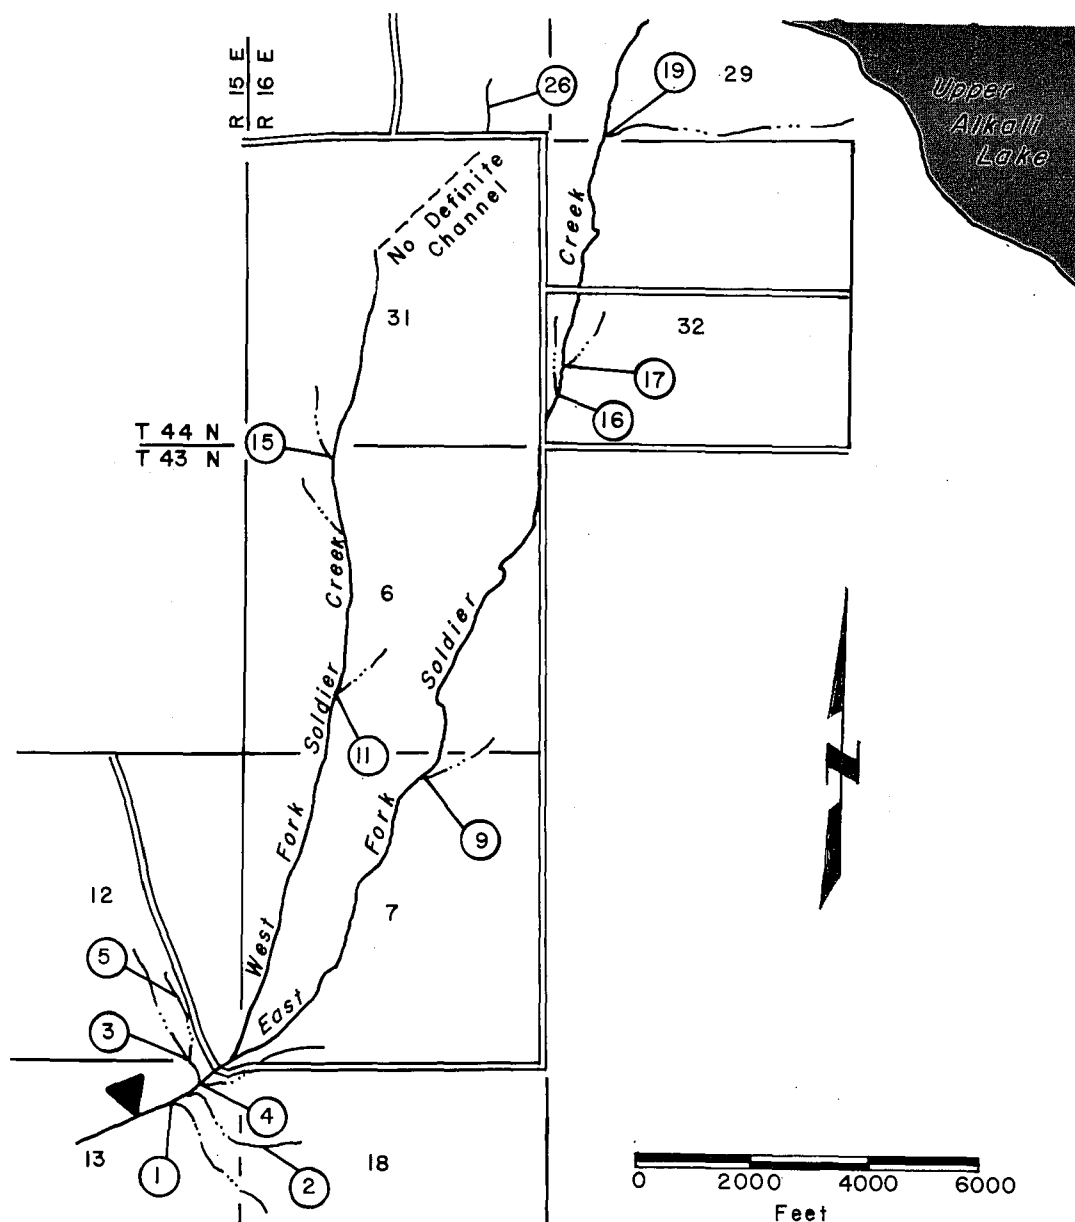 R 15 E
R 16 E
26
19
29
Upper
Alkali
Lake
No Definite
Channel
Creek
31
32
17
16
T 44 N
T 43 N
15
Creek
6
Soldier
Soldier
11
Fork
Fork
9
12
7
West
5
East
3
4
13
1
2
18
0 2000 4000 6000
Feet
N